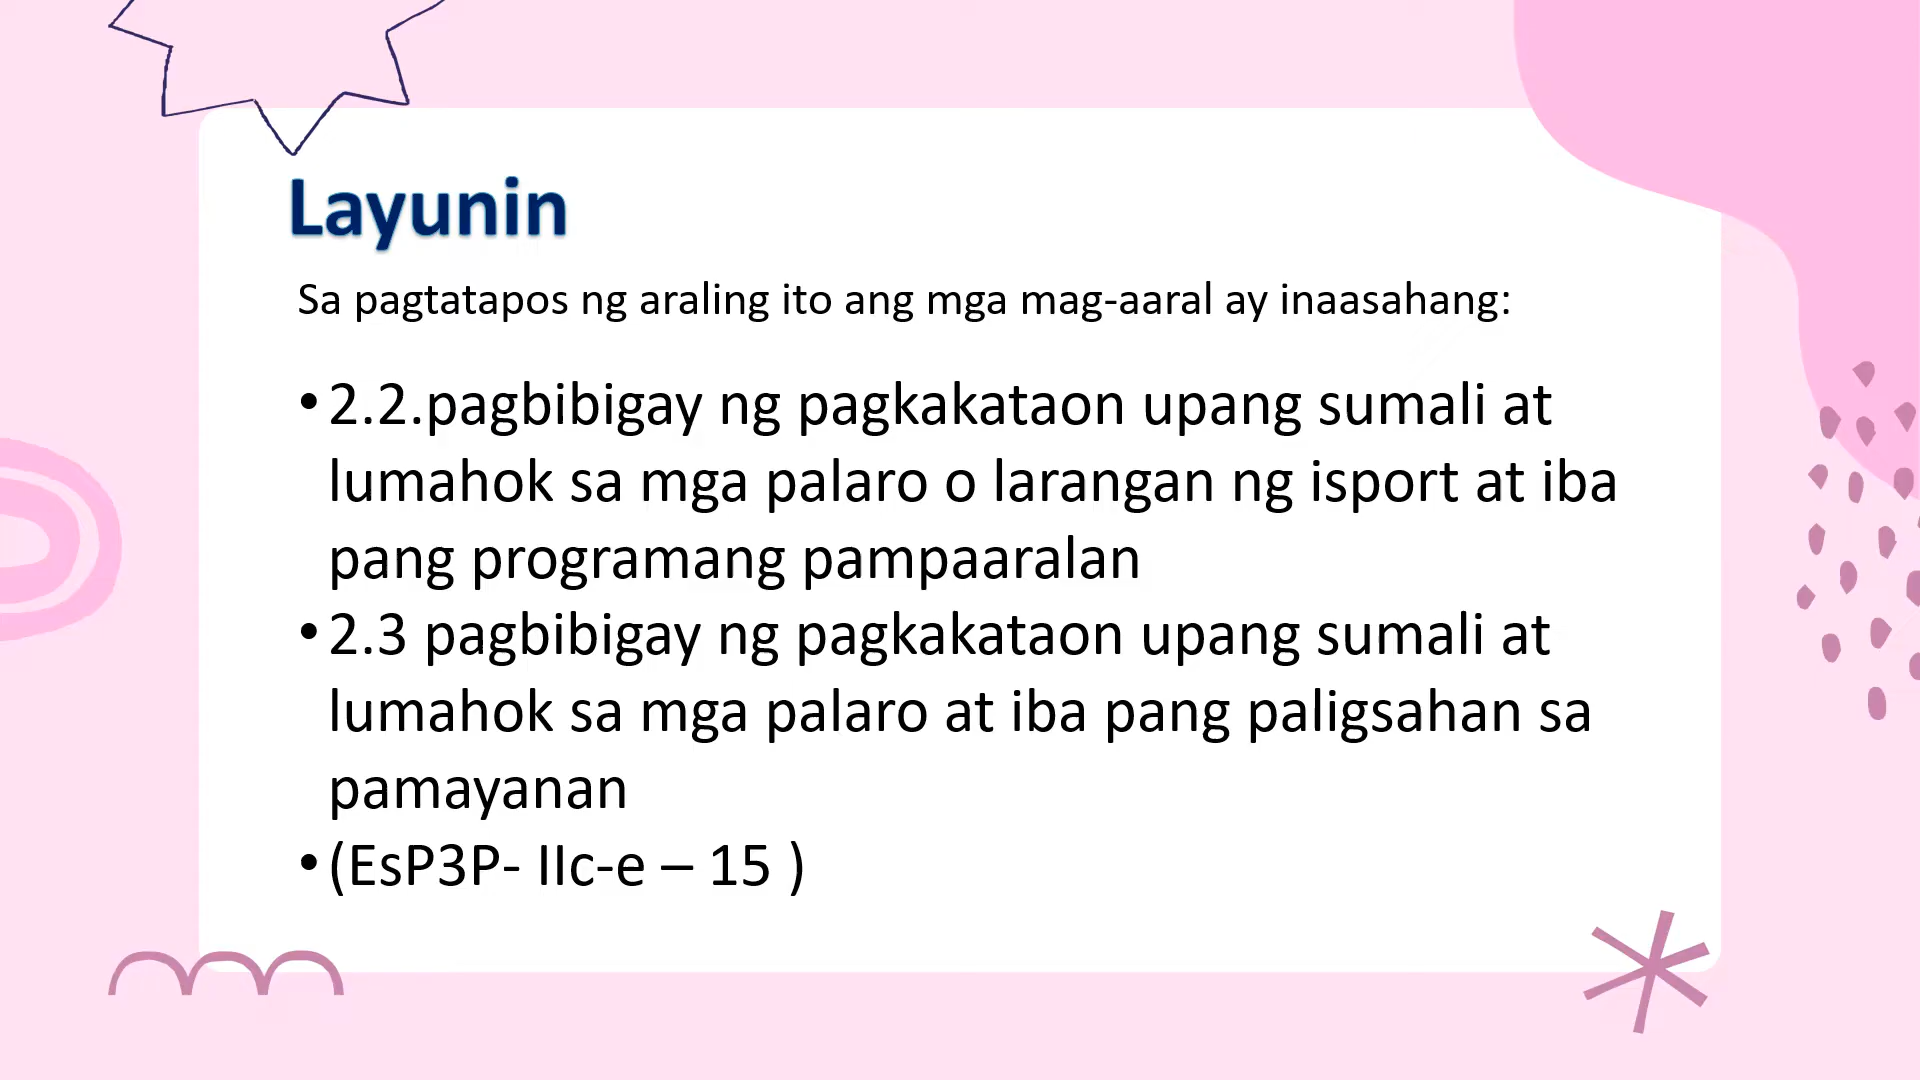 Layunin
Sa pagtatapos ng araling ito ang mga mag-aaral ay inaasahang:
•2.2.pagbibigay ng pagkakataon upang sumali at
lumahok sa mga palaro o larangan ng isport at iba
pang programang pampaaralan
•2.3 pagbibigay ng pagkakataon upang sumali at
lumahok sa mga palaro at iba pang paligsahan sa
pamayanan
•(EsP3P- IIc-e – 15 )